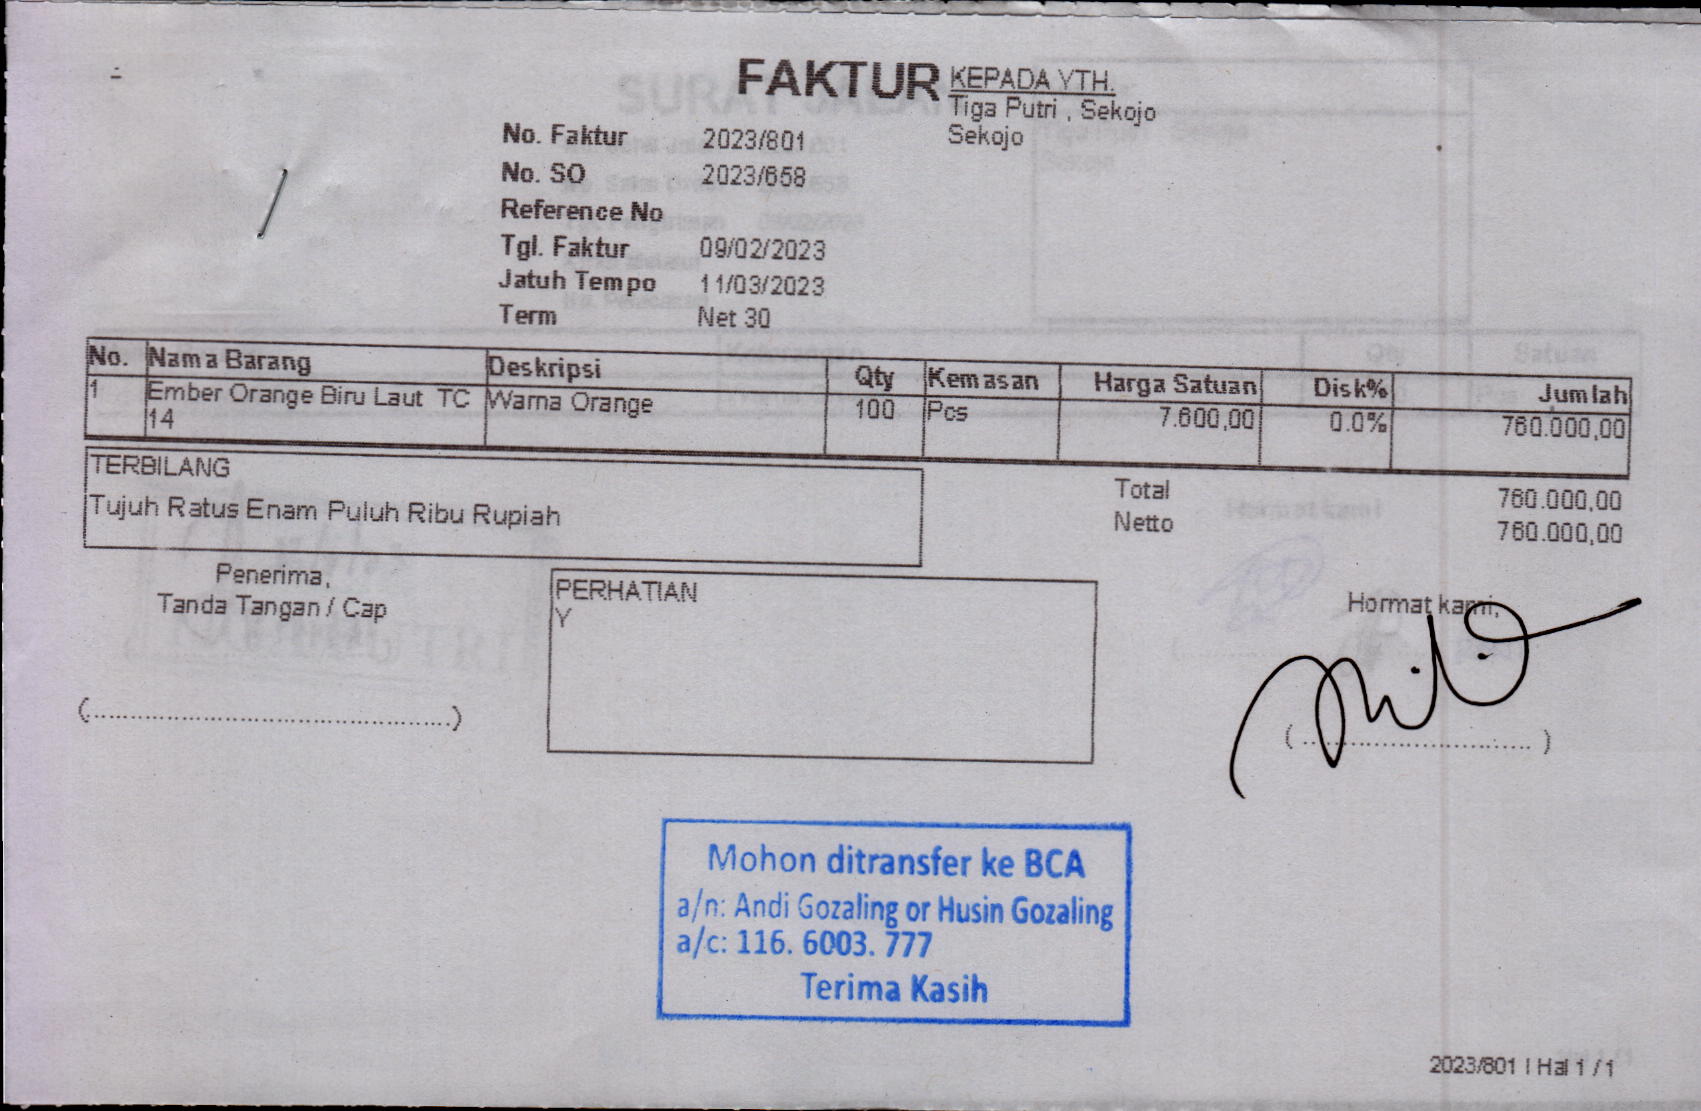 FAKTUR
KEPADA YTH.
Tiga Putri , Sekojo
Sekojo
No. Faktur 2023/801
No. SO 2023/658
Reference No
Tgl. Faktur 09/02/2023
Jatuh Tempo 11/03/2023
Term Net 30
No. Nama Barang Deskripsi Qty Kemasan Harga Satuan Disk% Jumlah
1 Ember Orange Biru Laut TC Warna Orange 100 Pcs 7.600,00 0.0% 760.000,00
14
TERBILANG
Tujuh Ratus Enam Puluh Ribu Rupiah
Total 760.000,00
Netto 760.000,00
Penerima,
Tanda Tangan / Cap
(...............................................)
PERHATIAN
Y
Hormat kami,
(..............................)
Mohon ditransfer ke BCA
a/n: Andi Gozaling or Husin Gozaling
a/c: 116. 6003. 777
Terima Kasih
2023/801 | Hal 1 / 1